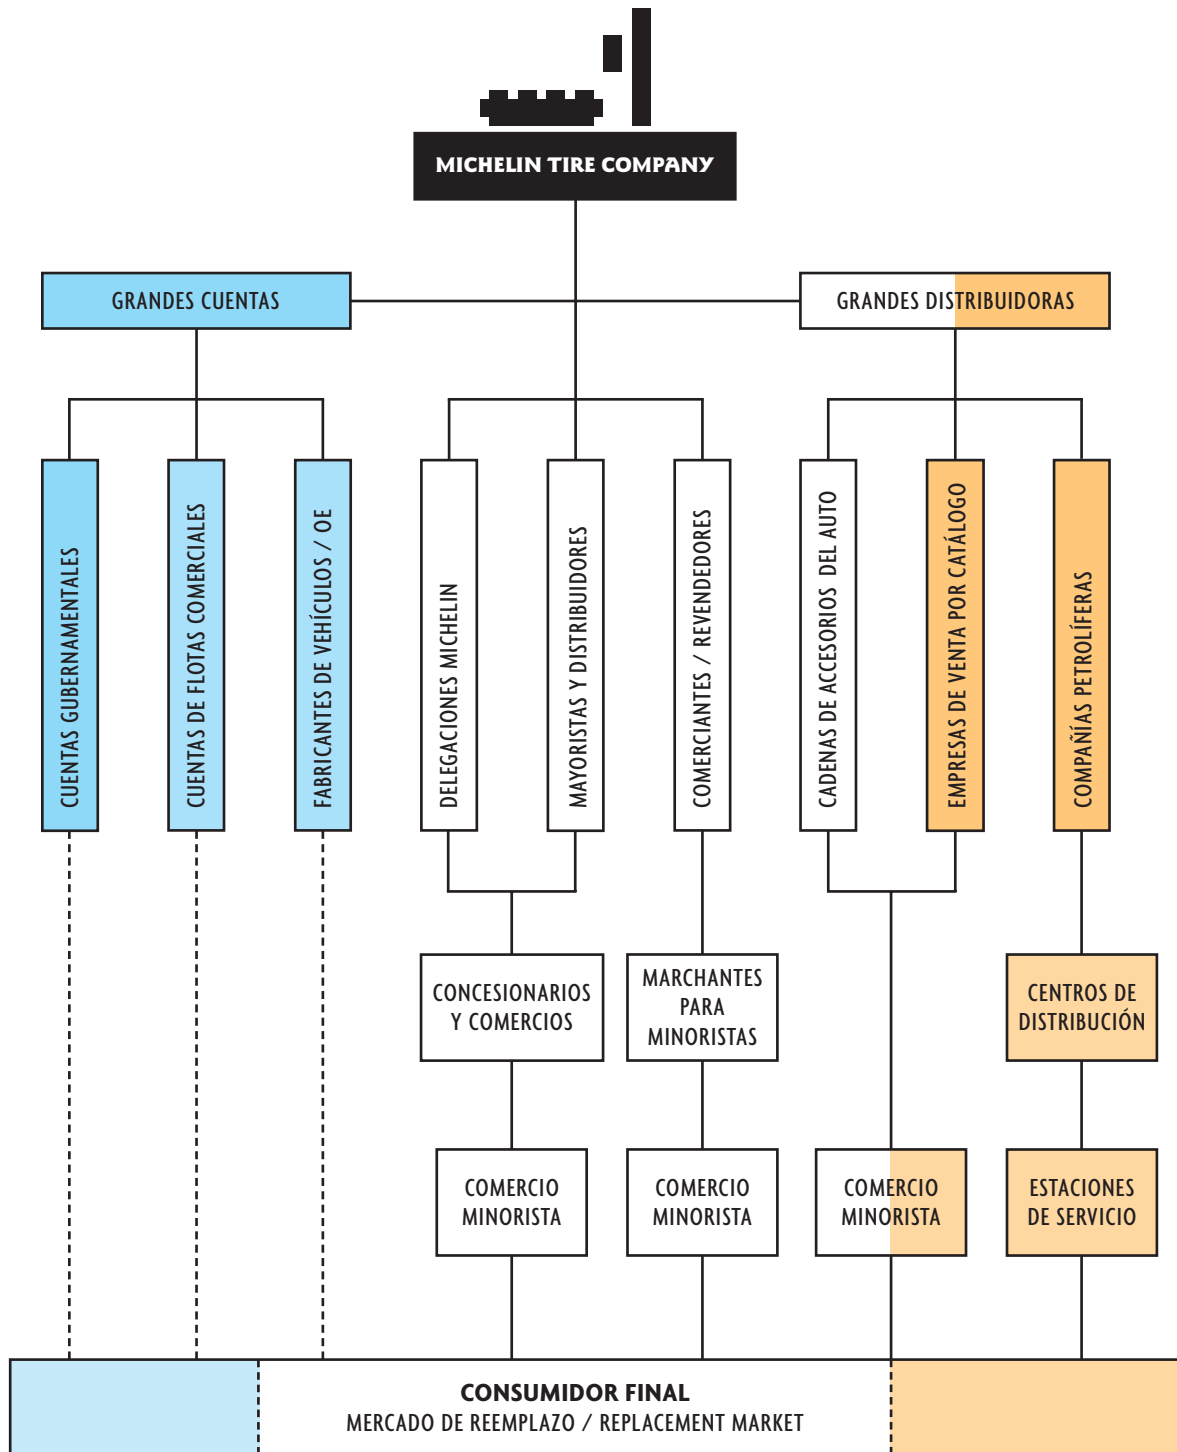 MICHELIN TIRE COMPANY
GRANDES CUENTAS
GRANDES DISTRIBUIDORAS
CUENTAS GUBERNAMENTALES
CUENTAS DE FLOTAS COMERCIALES
FABRICANTES DE VEHÍCULOS / OE
DELEGACIONES MICHELIN
MAYORISTAS Y DISTRIBUIDORES
COMERCIANTES / REVENDEDORES
CADENAS DE ACCESORIOS DEL AUTO
EMPRESAS DE VENTA POR CATÁLOGO
COMPAÑÍAS PETROLÍFERAS
CONCESIONARIOS
Y COMERCIOS
MARCHANTES
PARA
MINORISTAS
CENTROS DE
DISTRIBUCIÓN
COMERCIO
MINORISTA
COMERCIO
MINORISTA
COMERCIO
MINORISTA
ESTACIONES
DE SERVICIO
CONSUMIDOR FINAL
MERCADO DE REEMPLAZO / REPLACEMENT MARKET